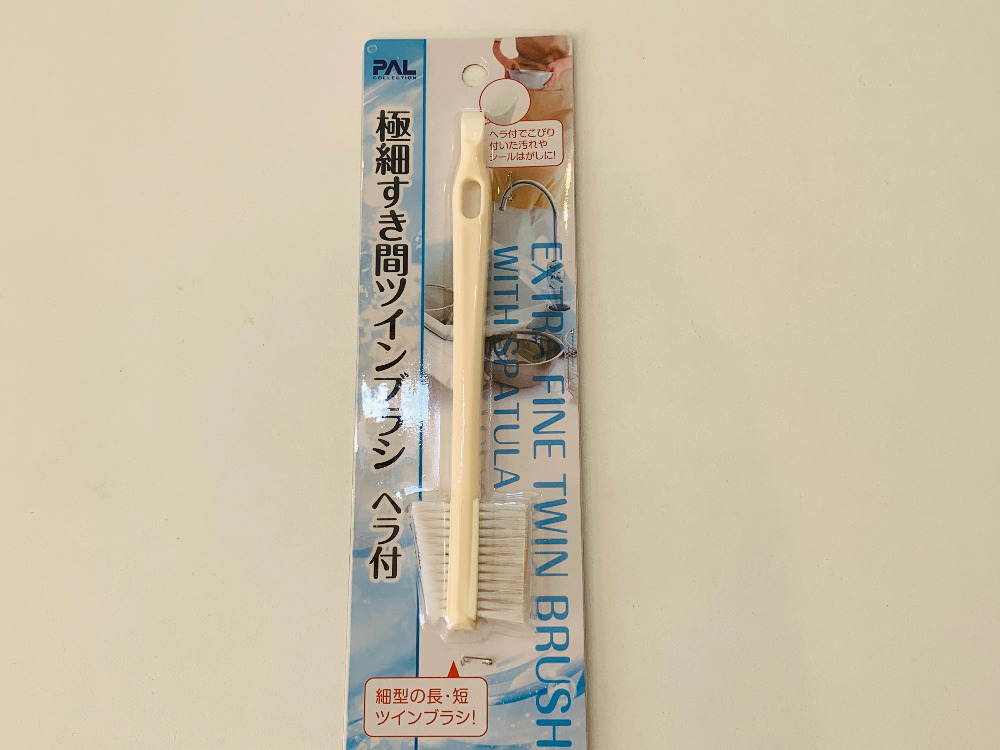 PAL
COLLECTION
極細すき間ツインブラシ ヘラ付
ヘラ付でこびり
付いた汚れや
シールはがしに!
EXTRA FINE TWIN BRUSH
WITH SPATULA
細型の長・短
ツインブラシ!